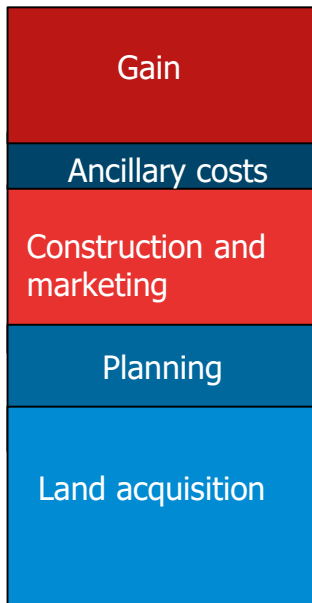 Gain
Ancillary costs
Construction and
marketing
Planning
Land acquisition